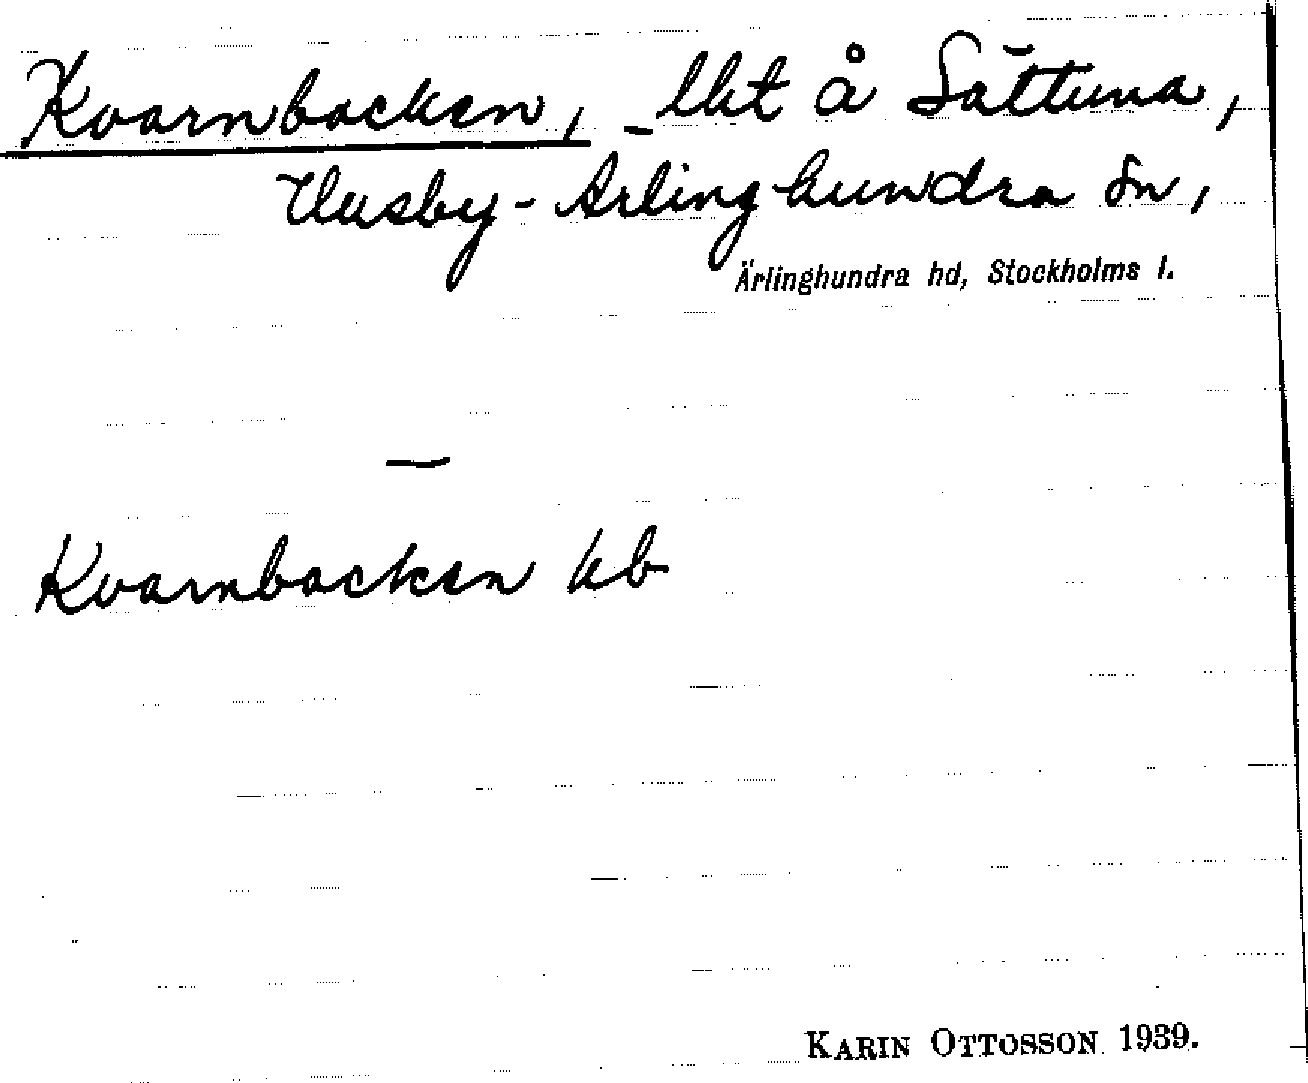 Kvarnbacken, _ lht å Sättuna,
Husby-Ärlinghundra sn,
Ärlinghundra hd, Stockholms l.
—
Kvarnbacken kb
KARIN OTTOSSON 1939.